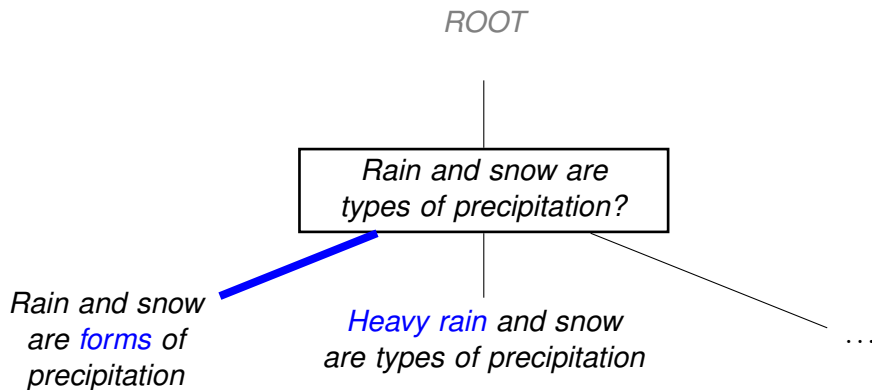 ROOT
Rain and snow are
types of precipitation?
Rain and snow
are forms of
precipitation
Heavy rain and snow
are types of precipitation
...